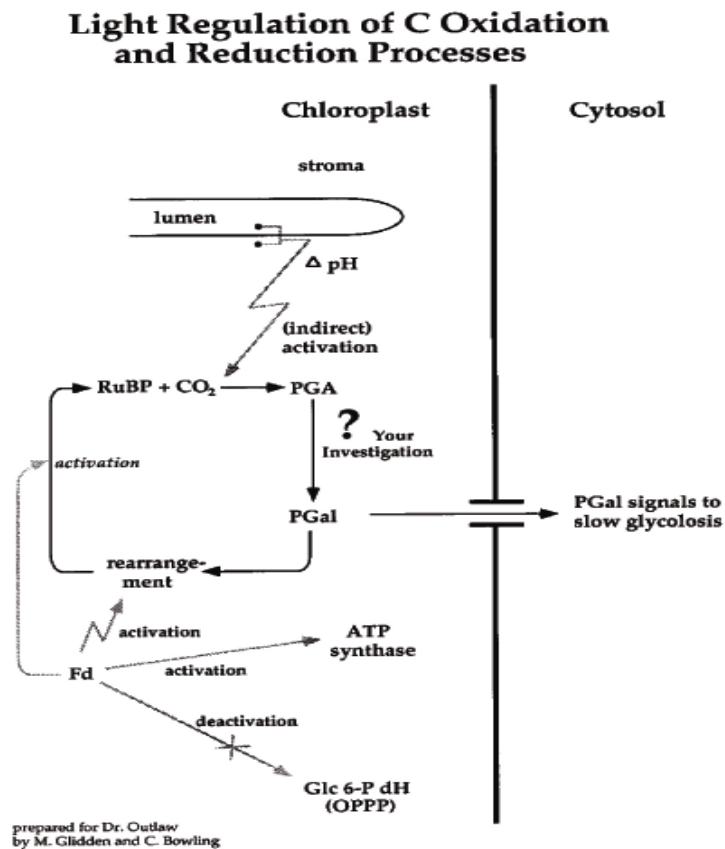 Light Regulation of C Oxidation
and Reduction Processes
Chloroplast
Cytosol
stroma
lumen
Δ pH
(indirect)
activation
RuBP + CO₂
PGA
?
Your
Investigation
activation
PGal
PGal signals to
slow glycolosis
rearrange-
ment
activation
ATP
synthase
Fd
activation
deactivation
Glc 6-P dH
(OPPP)
prepared for Dr. Outlaw
by M. Glidden and C. Bowling